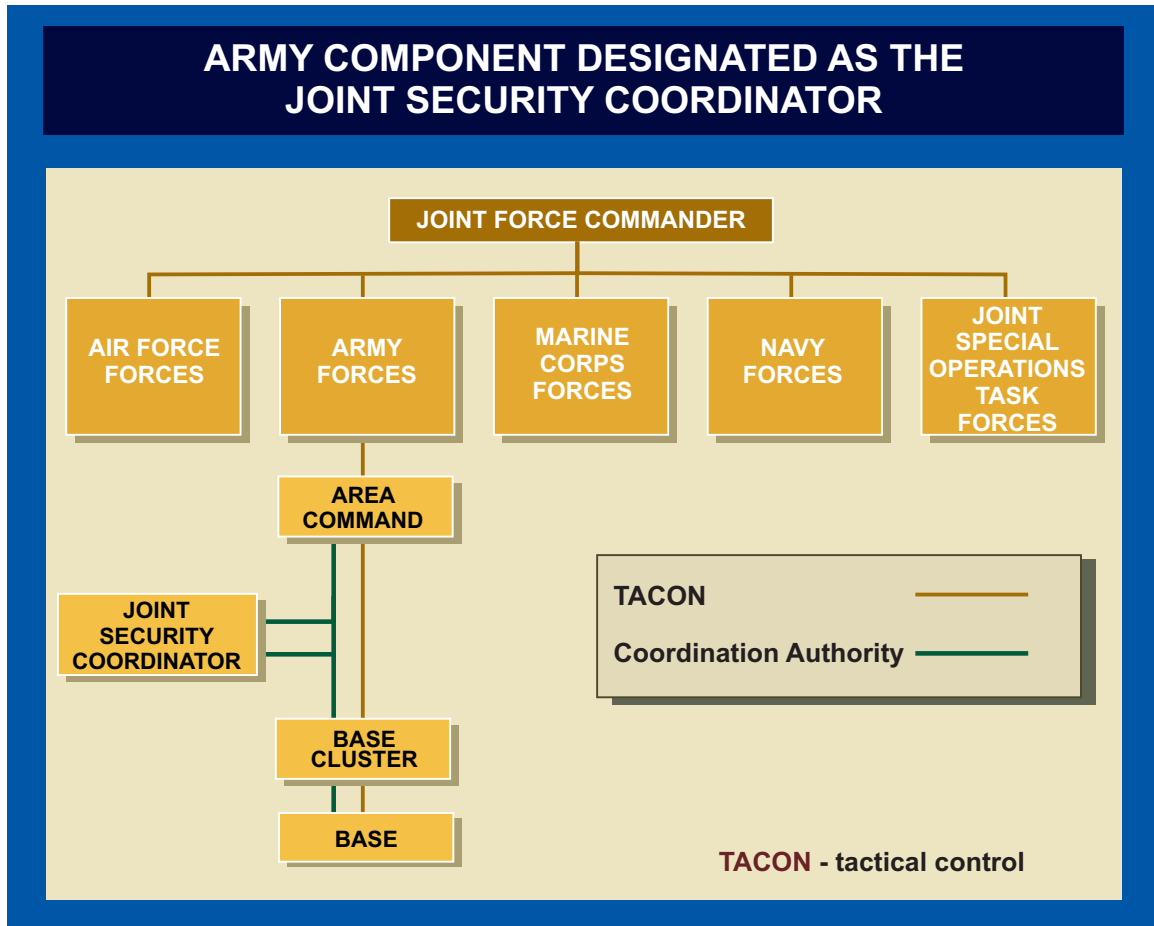 ARMY COMPONENT DESIGNATED AS THE
JOINT SECURITY COORDINATOR
JOINT FORCE COMMANDER
AIR FORCE
FORCES
ARMY
FORCES
MARINE
CORPS
FORCES
NAVY
FORCES
JOINT
SPECIAL
OPERATIONS
TASK
FORCES
AREA
COMMAND
JOINT
SECURITY
COORDINATOR
BASE
CLUSTER
BASE
TACON
Coordination Authority
TACON - tactical control